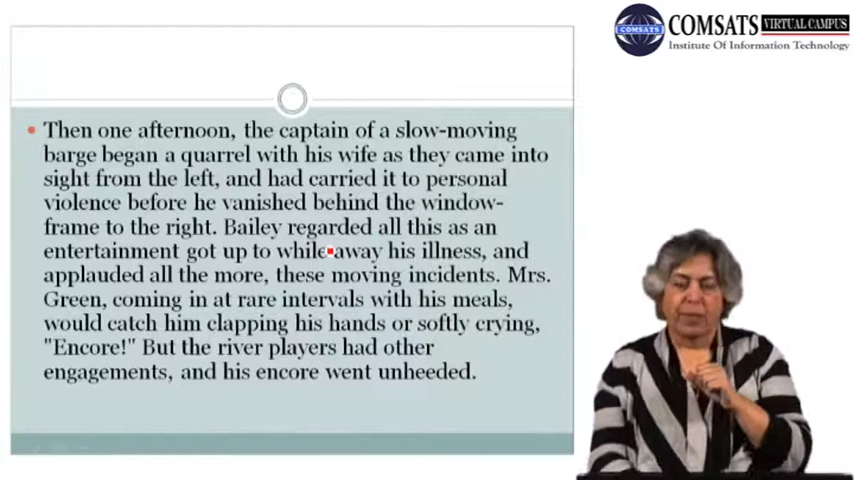 COMSATS VIRTUAL CAMPUS
COMSATS
Institute Of Information Technology
• Then one afternoon, the captain of a slow-moving
barge began a quarrel with his wife as they came into
sight from the left, and had carried it to personal
violence before he vanished behind the window-
frame to the right. Bailey regarded all this as an
entertainment got up to while away his illness, and
applauded all the more, these moving incidents. Mrs.
Green, coming in at rare intervals with his meals,
would catch him clapping his hands or softly crying,
"Encore!" But the river players had other
engagements, and his encore went unheeded.